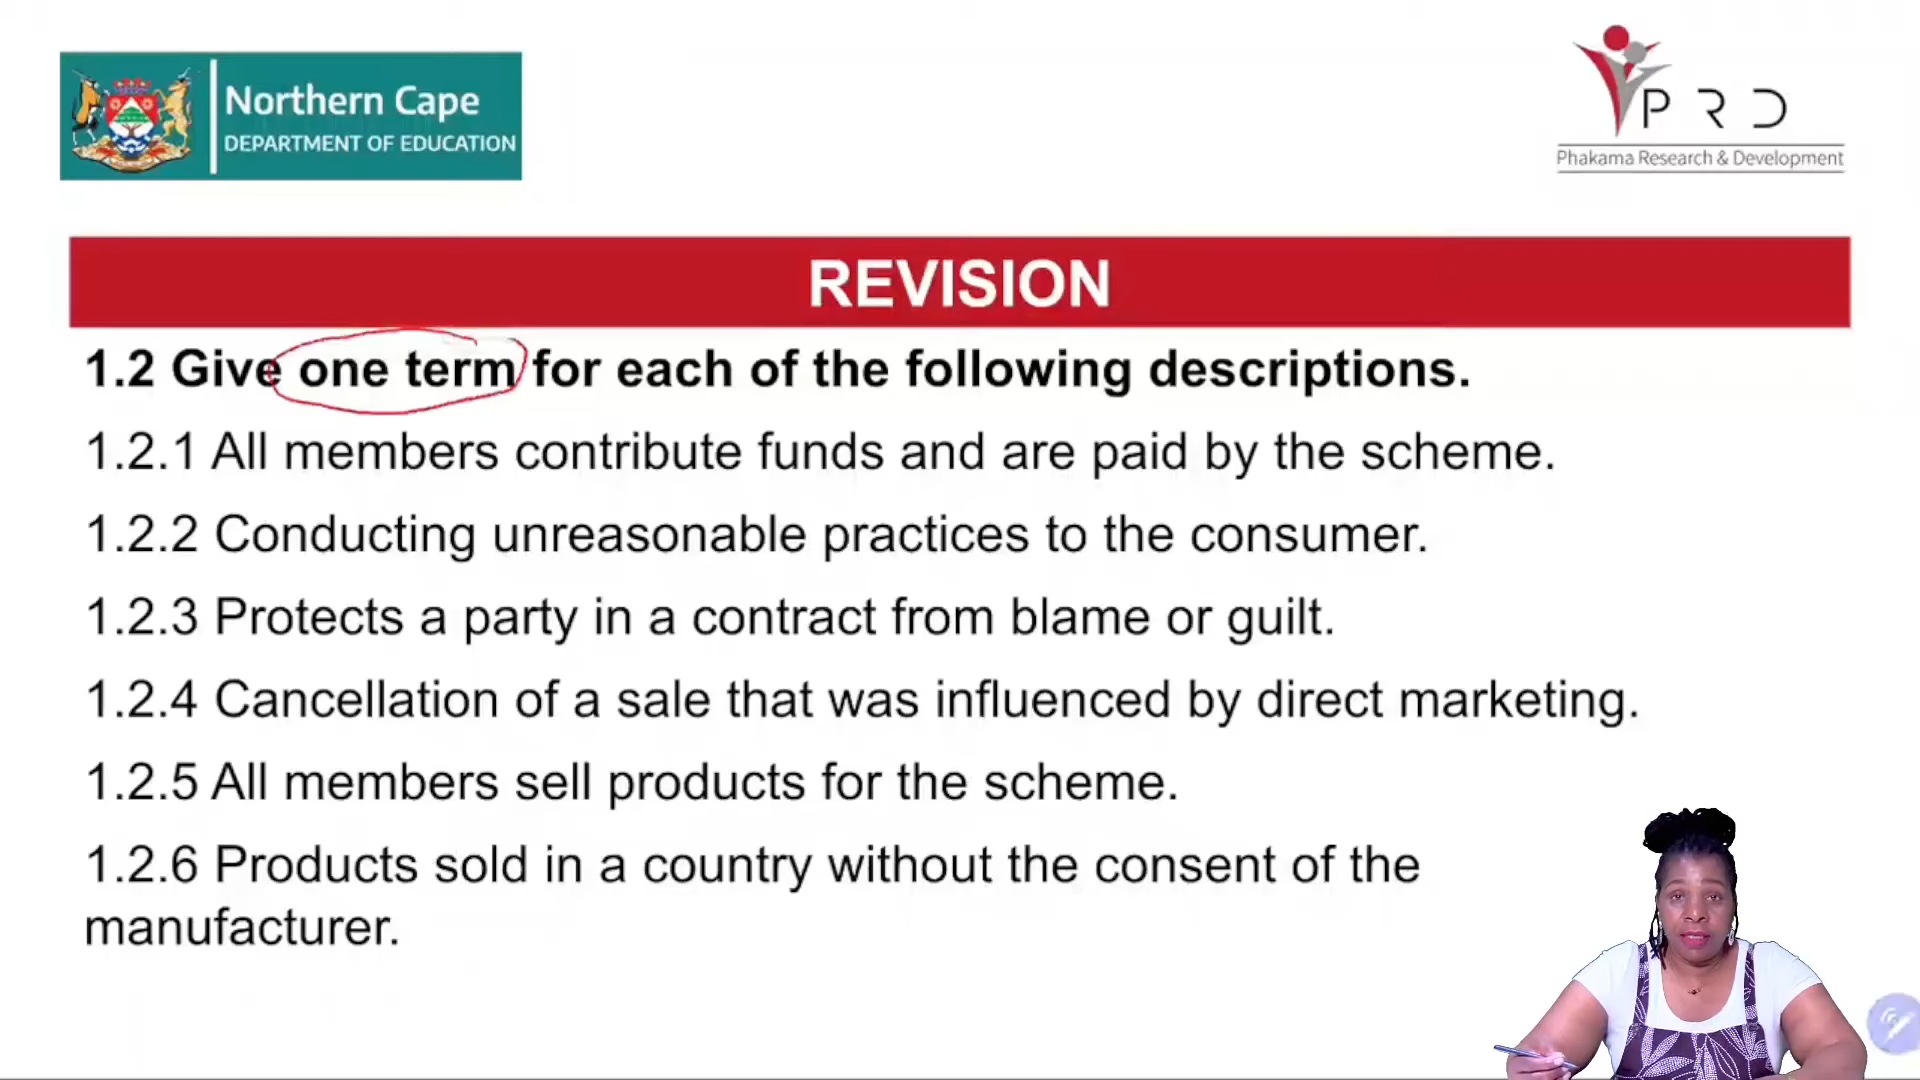 Northern Cape
DEPARTMENT OF EDUCATION
PRD
Phakama Research & Development
REVISION
1.2 Give one term for each of the following descriptions.
1.2.1 All members contribute funds and are paid by the scheme.
1.2.2 Conducting unreasonable practices to the consumer.
1.2.3 Protects a party in a contract from blame or guilt.
1.2.4 Cancellation of a sale that was influenced by direct marketing.
1.2.5 All members sell products for the scheme.
1.2.6 Products sold in a country without the consent of the
manufacturer.